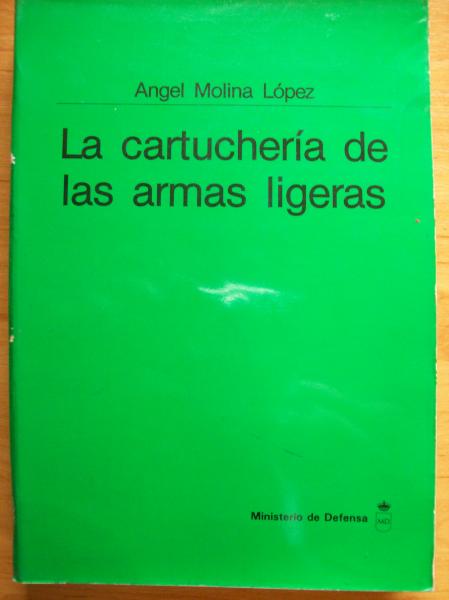 Angel Molina López
La cartuchería de
las armas ligeras
Ministerio de Defensa
MD